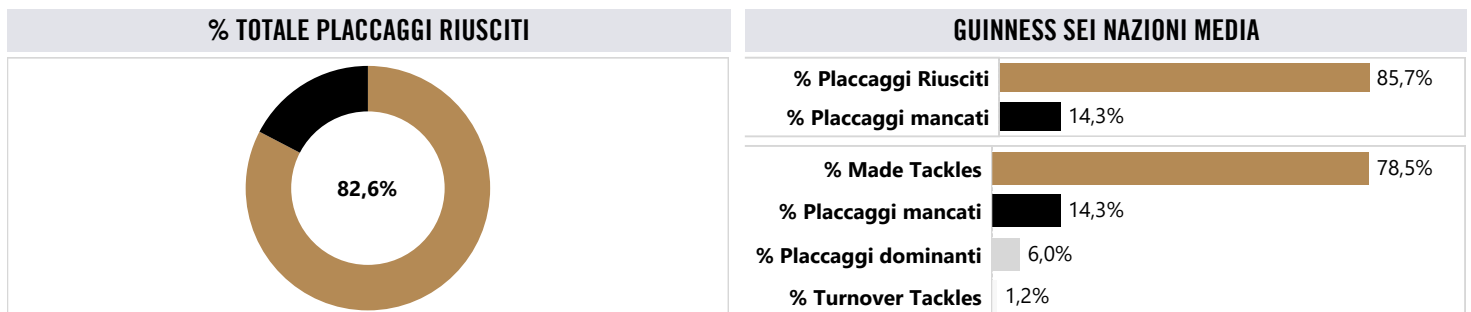 % TOTALE PLACCAGGI RIUSCITI
82,6%
GUINNESS SEI NAZIONI MEDIA
% Placcaggi Riusciti 85,7%
% Placcaggi mancati 14,3%
% Made Tackles 78,5%
% Placcaggi mancati 14,3%
% Placcaggi dominanti 6,0%
% Turnover Tackles 1,2%